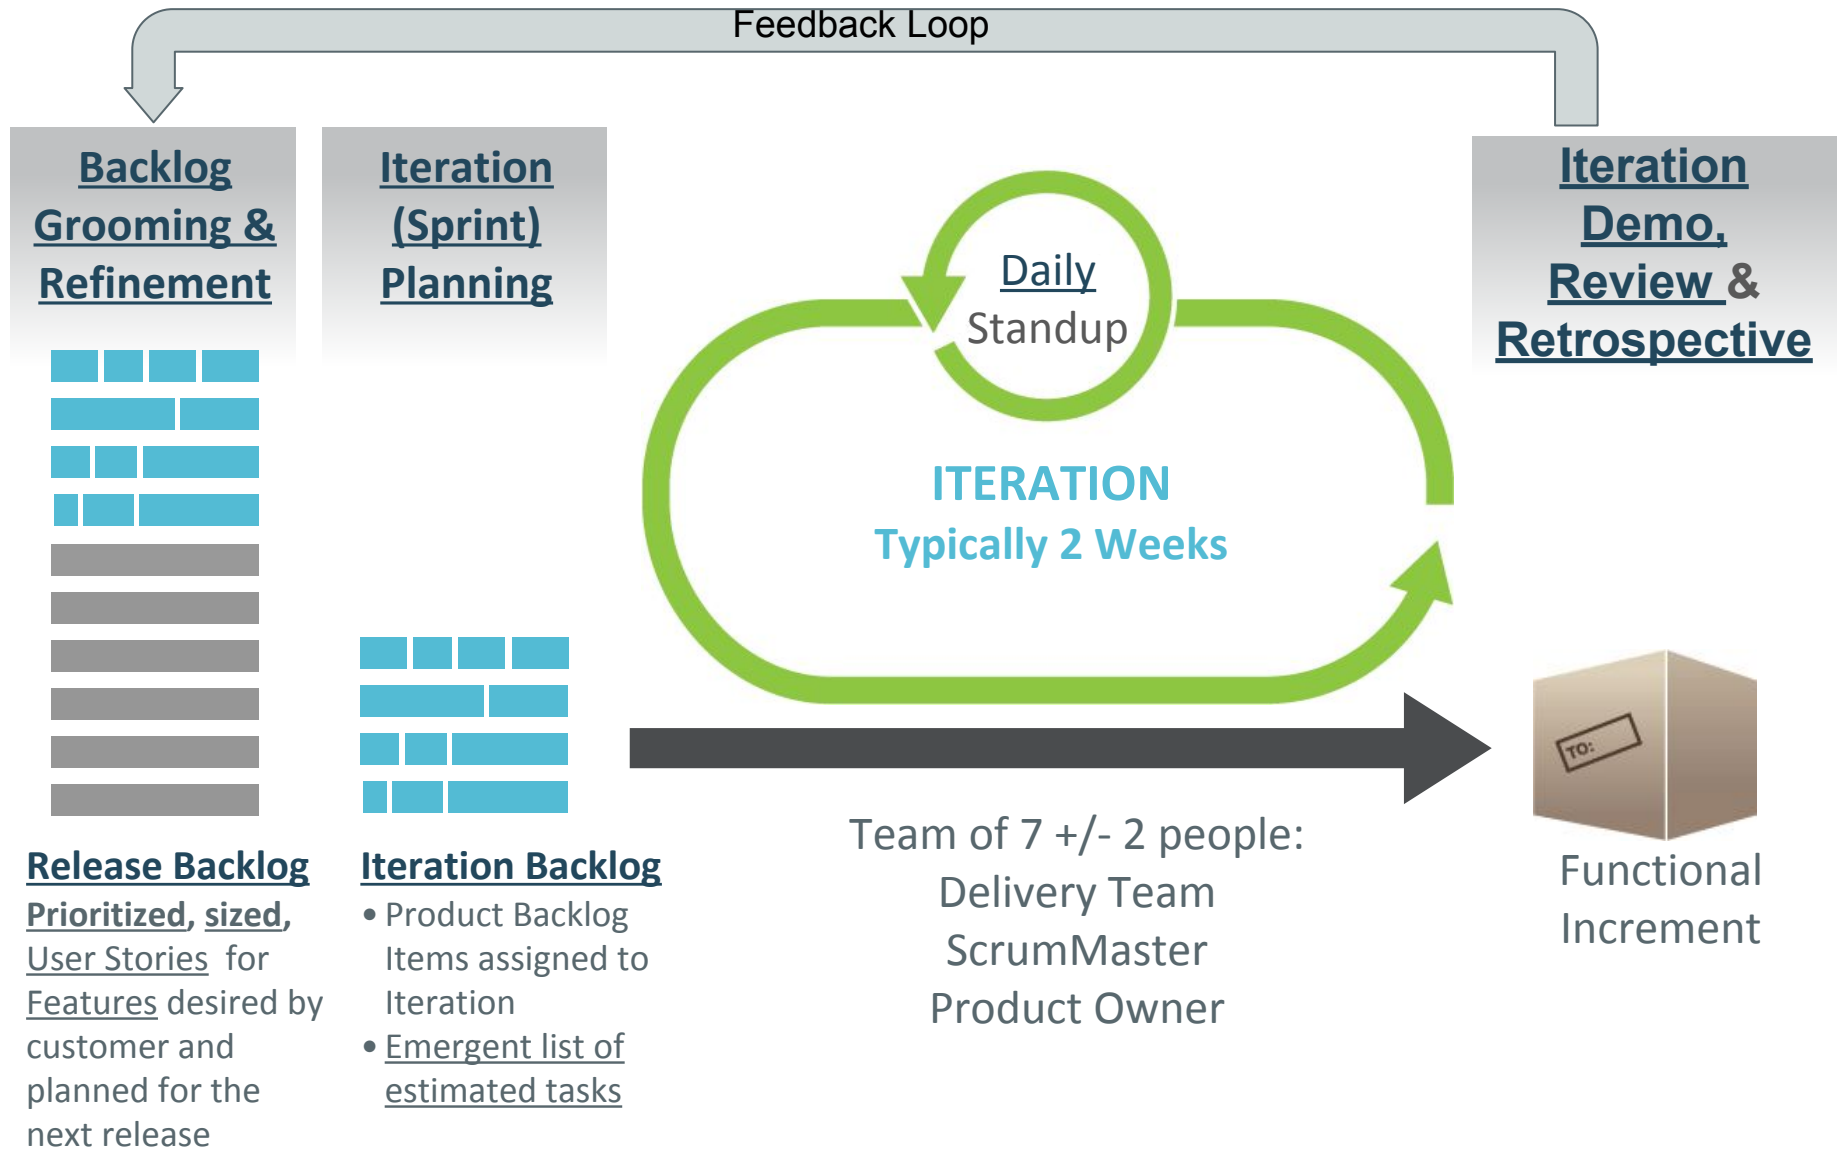 Feedback Loop
Backlog
Grooming &
Refinement
Iteration
(Sprint)
Planning
Daily
Standup
ITERATION
Typically 2 Weeks
Iteration
Demo,
Review &
Retrospective
Release Backlog
Prioritized, sized,
User Stories for
Features desired by
customer and
planned for the
next release
Iteration Backlog
• Product Backlog
Items assigned to
Iteration
• Emergent list of
estimated tasks
Team of 7 +/- 2 people:
Delivery Team
ScrumMaster
Product Owner
TO:
Functional
Increment